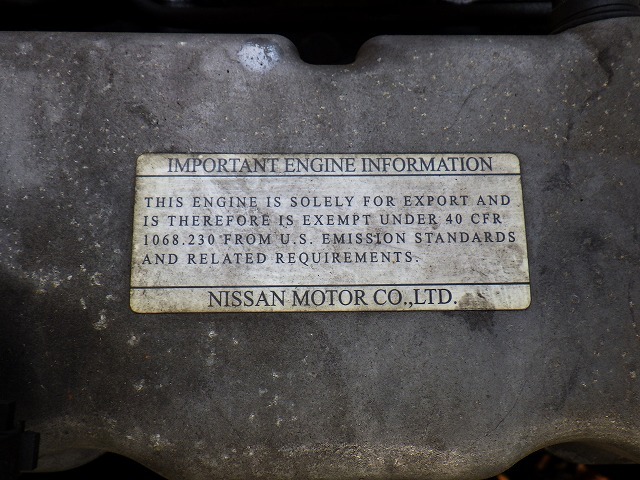 IMPORTANT ENGINE INFORMATION
THIS ENGINE IS SOLELY FOR EXPORT AND
IS THEREFORE IS EXEMPT UNDER 40 CFR
1068.230 FROM U.S. EMISSION STANDARDS
AND RELATED REQUIREMENTS.
NISSAN MOTOR CO.,LTD.